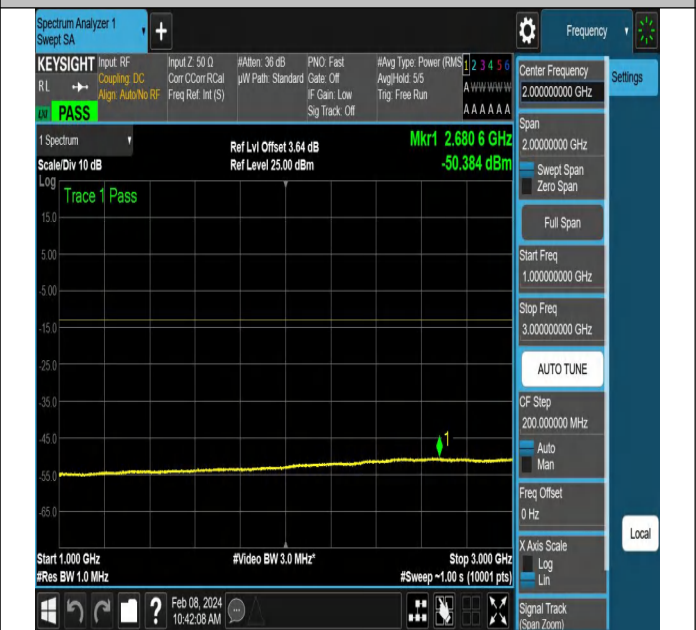 Spectrum Analyzer 1
Swept SA
+
Frequency
KEYSIGHT
RL
PASS
Input: RF
Coupling: DC
Align: Auto/No RF
Input Z: 50 Ω
Corr CCorr RCal
Freq Ref: Int (S)
#Atten: 36 dB
µW Path: Standard
PNO: Fast
Gate: Off
IF Gain: Low
Sig Track: Off
#Avg Type: Power (RMS
Avg|Hold: 5/5
Trig: Free Run
1 2 3 4 5 6
A W W W W W
A A A A A A
1 Spectrum
Scale/Div 10 dB
Ref Lvl Offset 3.64 dB
Ref Level 25.00 dBm
Mkr1 2.680 6 GHz
-50.384 dBm
Log
Trace 1 Pass
15.0
5.00
-5.00
-15.0
-25.0
-35.0
-45.0
-55.0
-65.0
1
Start 1.000 GHz
#Res BW 1.0 MHz
#Video BW 3.0 MHz*
Stop 3.000 GHz
#Sweep ~1.00 s (10001 pts)
Feb 08, 2024
10:42:08 AM
?
Center Frequency
2.000000000 GHz
Settings
Span
2.00000000 GHz
Swept Span
Zero Span
Full Span
Start Freq
1.000000000 GHz
Stop Freq
3.000000000 GHz
AUTO TUNE
CF Step
200.000000 MHz
Auto
Man
Freq Offset
0 Hz
Local
X Axis Scale
Log
Lin
Signal Track
(Span Zoom)